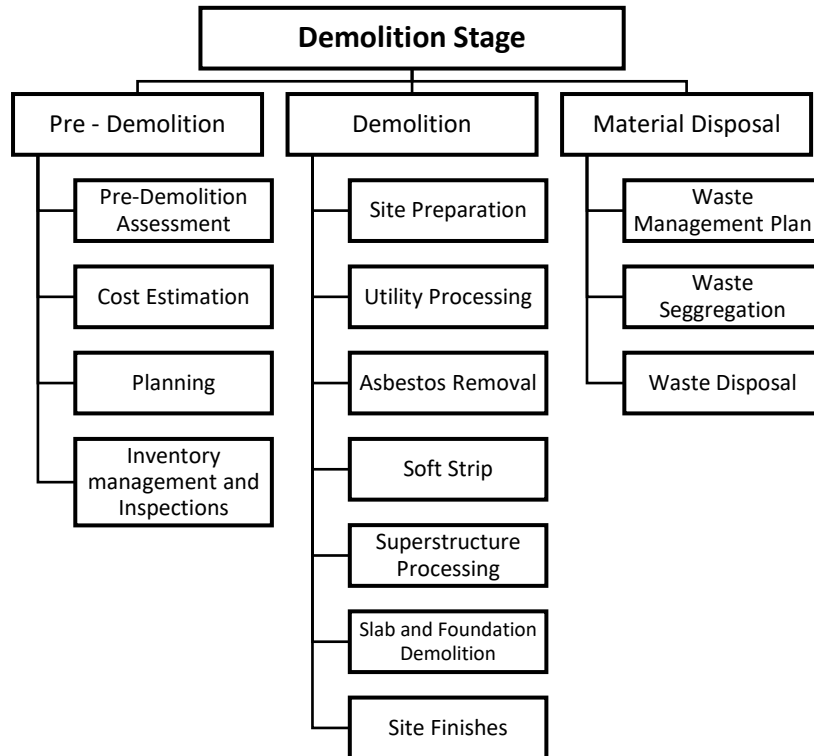 Demolition Stage
Pre - Demolition
Pre-Demolition
Assessment
Cost Estimation
Planning
Inventory
management and
Inspections
Demolition
Site Preparation
Utility Processing
Asbestos Removal
Soft Strip
Superstructure
Processing
Slab and Foundation
Demolition
Site Finishes
Material Disposal
Waste
Management Plan
Waste
Seggregation
Waste Disposal